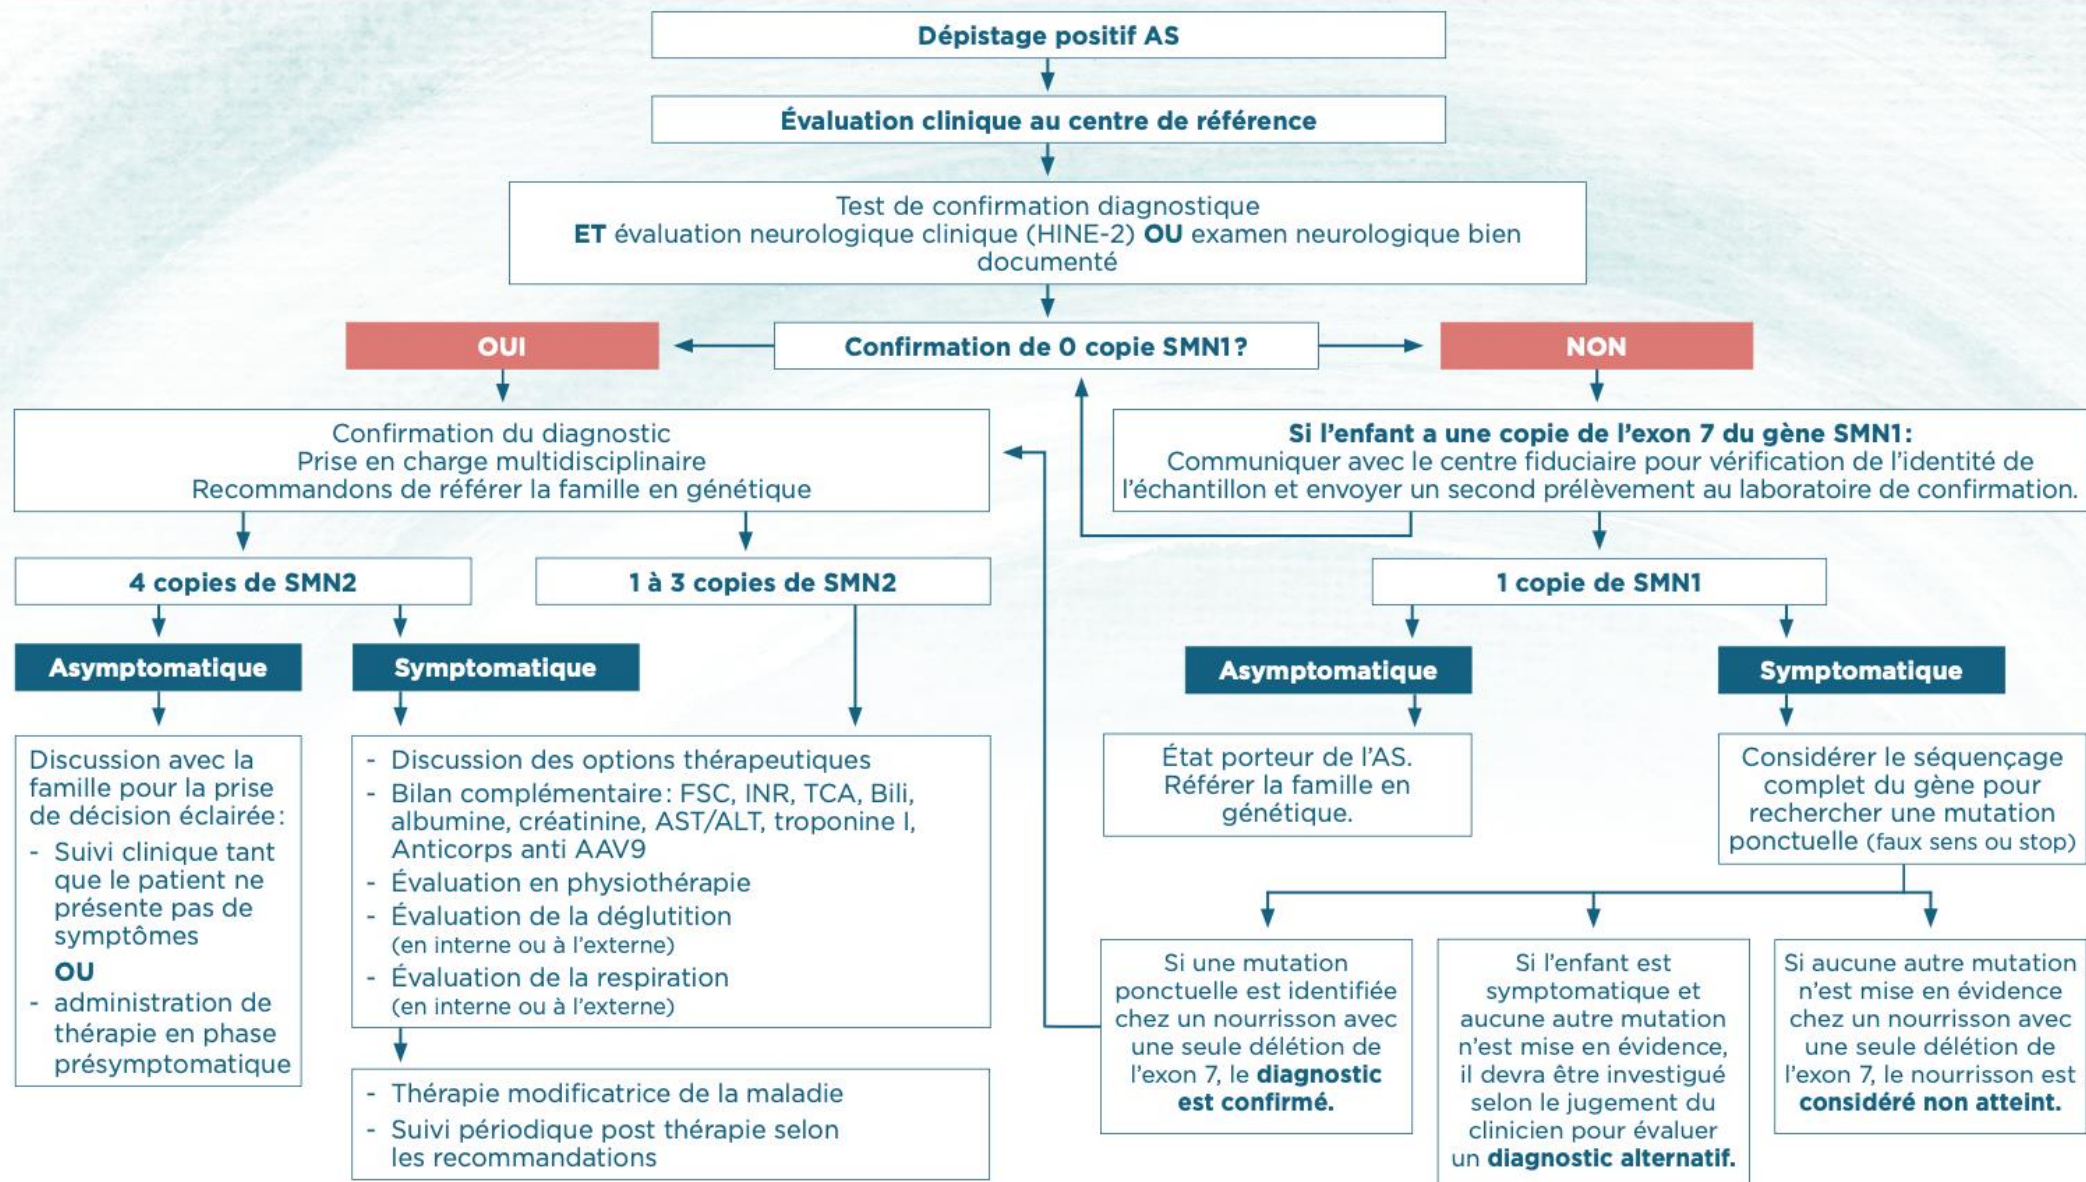 Dépistage positif AS
Évaluation clinique au centre de référence
Test de confirmation diagnostique
ET évaluation neurologique clinique (HINE-2) OU examen neurologique bien
documenté
OUI
Confirmation de 0 copie SMN1?
NON
Confirmation du diagnostic
Prise en charge multidisciplinaire
Recommandons de référer la famille en génétique
Si l'enfant a une copie de l'exon 7 du gène SMN1:
Communiquer avec le centre fiduciaire pour vérification de l'identité de
l'échantillon et envoyer un second prélèvement au laboratoire de confirmation.
4 copies de SMN2
1 à 3 copies de SMN2
1 copie de SMN1
Asymptomatique
Symptomatique
Asymptomatique
Symptomatique
Discussion avec la
famille pour la prise
de décision éclairée:
- Suivi clinique tant
que le patient ne
présente pas de
symptômes
OU
- administration de
thérapie en phase
présymptomatique
- Discussion des options thérapeutiques
- Bilan complémentaire: FSC, INR, TCA, Bili,
albumine, créatinine, AST/ALT, troponine I,
Anticorps anti AAV9
- Évaluation en physiothérapie
- Évaluation de la déglutition
(en interne ou à l'externe)
- Évaluation de la respiration
(en interne ou à l'externe)
- Thérapie modificatrice de la maladie
- Suivi périodique post thérapie selon
les recommandations
État porteur de l'AS.
Référer la famille en
génétique.
Considérer le séquençage
complet du gène pour
rechercher une mutation
ponctuelle (faux sens ou stop)
Si une mutation
ponctuelle est identifiée
chez un nourrisson avec
une seule délétion de
l'exon 7, le diagnostic
est confirmé.
Si l'enfant est
symptomatique et
aucune autre mutation
n'est mise en évidence,
il devra être investigué
selon le jugement du
clinicien pour évaluer
un diagnostic alternatif.
Si aucune autre mutation
n'est mise en évidence
chez un nourrisson avec
une seule délétion de
l'exon 7, le nourrisson est
considéré non atteint.